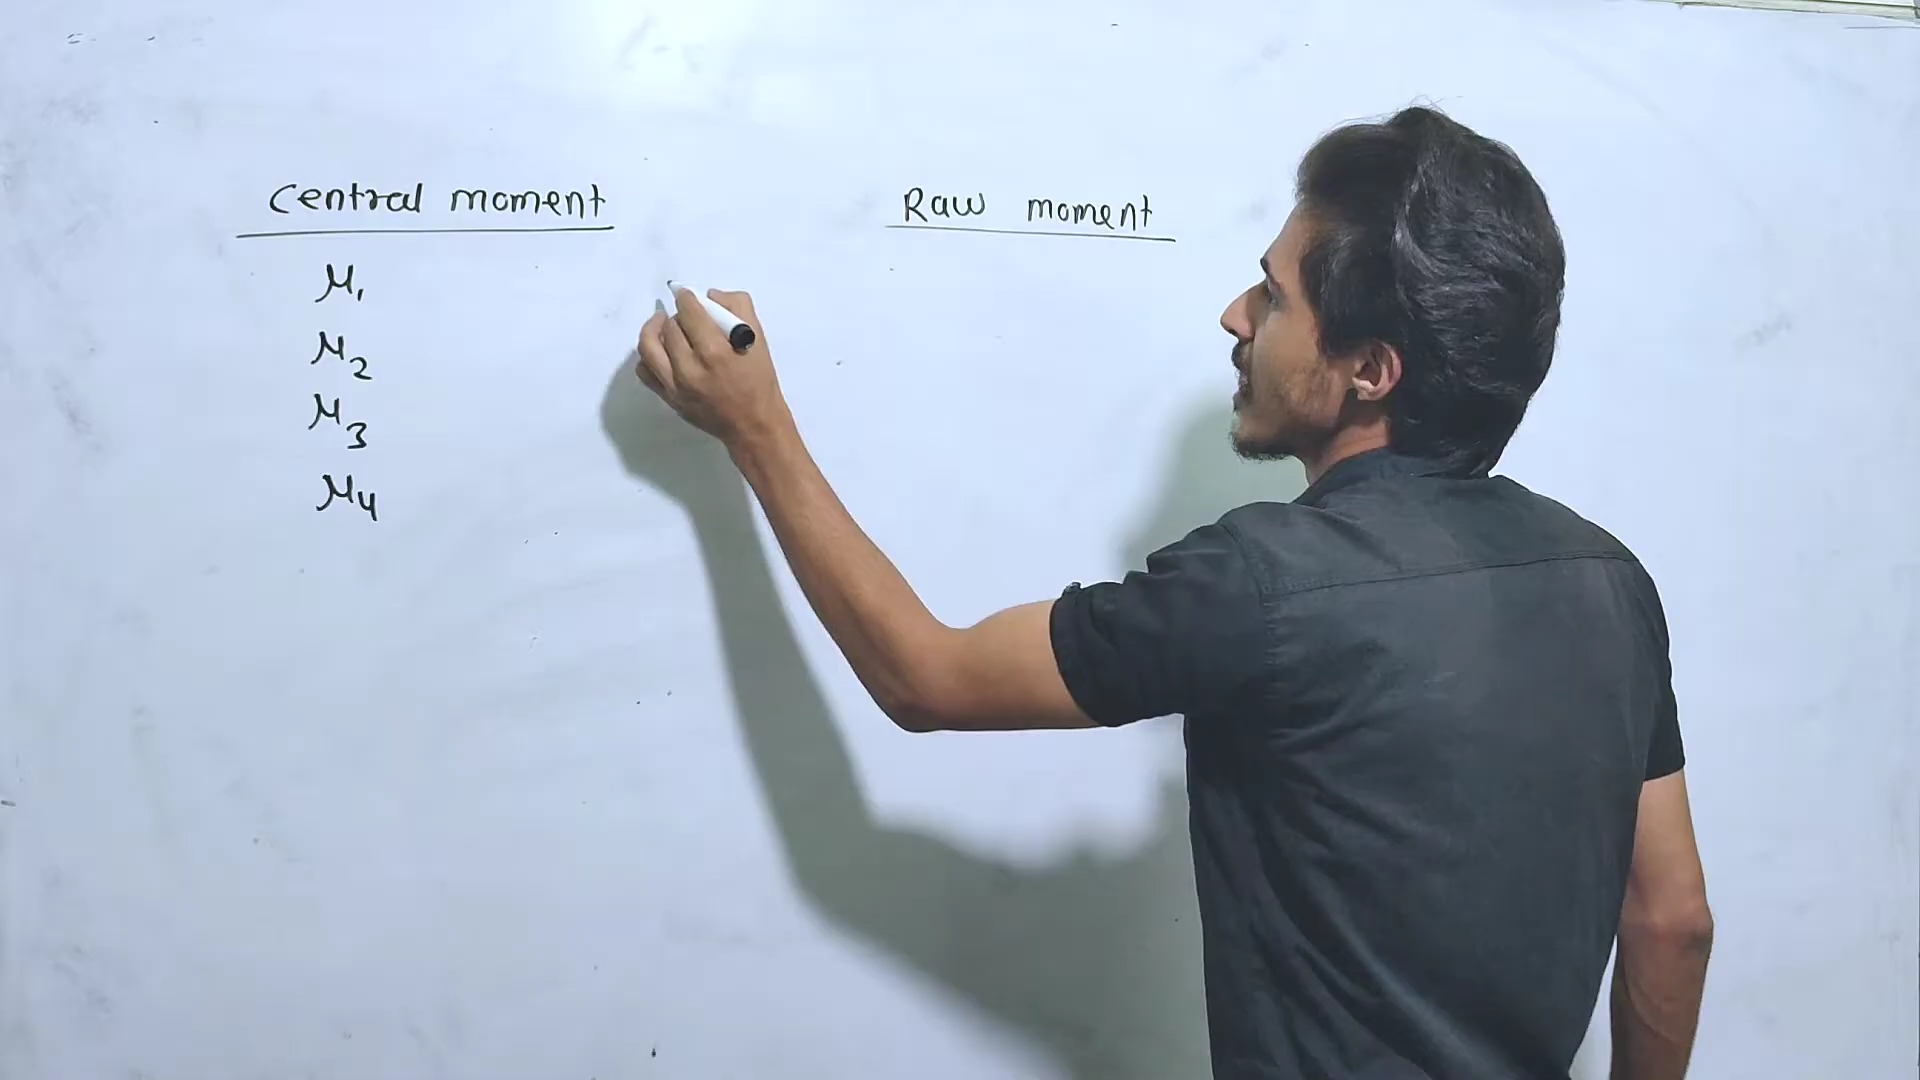 Central moment
Raw moment
μ₁
μ₂
μ₃
μ₄